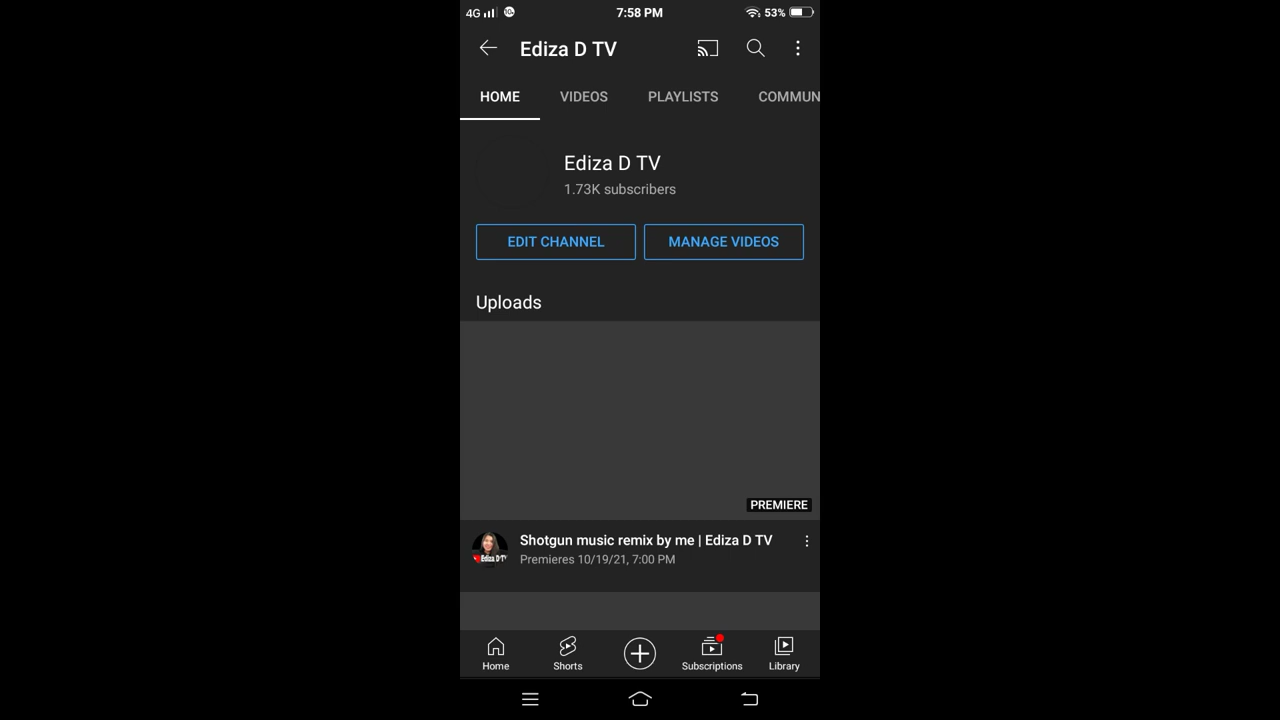 4G 7:58 PM 53%
Ediza D TV
HOME VIDEOS PLAYLISTS COMMUN
Ediza D TV
1.73K subscribers
EDIT CHANNEL MANAGE VIDEOS
Uploads
PREMIERE
Shotgun music remix by me | Ediza D TV
Ediza D TV
Premieres 10/19/21, 7:00 PM
Home Shorts Subscriptions Library